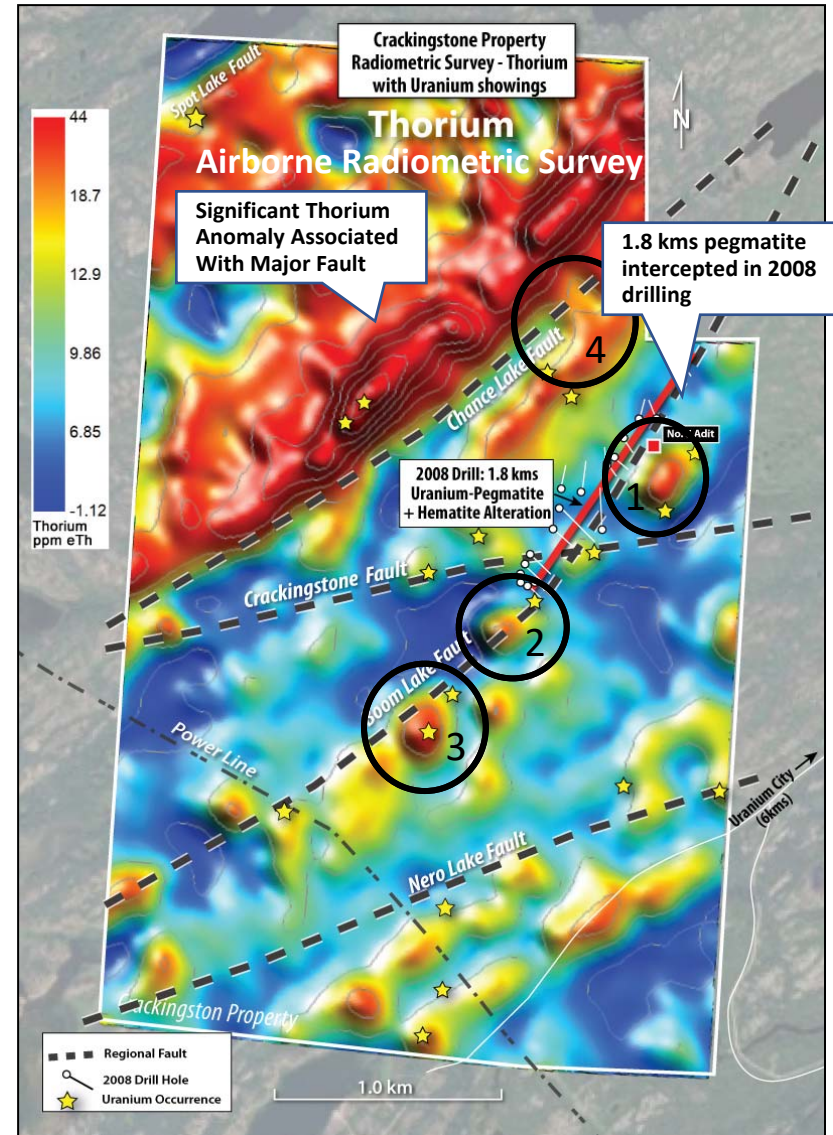 Crackingstone Property
Radiometric Survey - Thorium
with Uranium showings
Thorium
Airborne Radiometric Survey
Spot Lake Fault
N
44
18.7
12.9
9.86
6.85
-1.12
Thorium
ppm eTh
Significant Thorium
Anomaly Associated
With Major Fault
1.8 kms pegmatite
intercepted in 2008
drilling
4
Chance Lake Fault
Adit
1
2008 Drill: 1.8 kms
Uranium-Pegmatite
+ Hematite Alteration
Crackingstone Fault
2
Boom Lake Fault
3
Power Line
Uranium City
(6kms)
Nero Lake Fault
Crackingston Property
Regional Fault
2008 Drill Hole
Uranium Occurrence
1.0 km